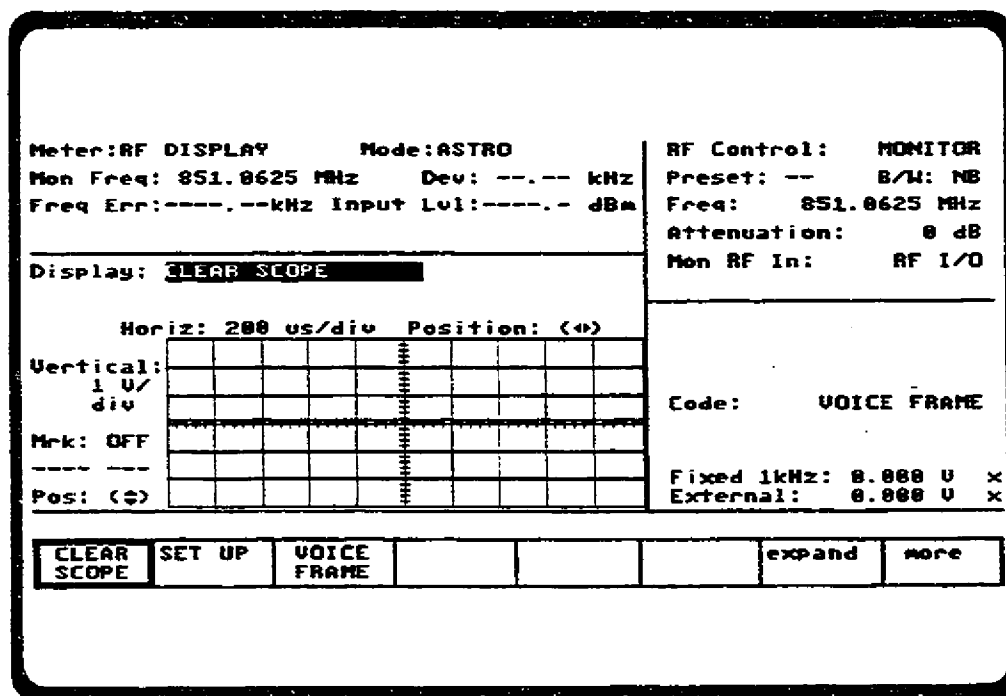 Meter:RF DISPLAY Mode:ASTRO
Mon Freq: 851.0625 MHz Dev: --.-- kHz
Freq Err:----.--kHz Input Lvl:----.- dBm
Display: CLEAR SCOPE
Horiz: 200 us/div Position: (◂▸)
Vertical:
1 V/
div
Mrk: OFF
---- ---
Pos: (▴▾)
RF Control: MONITOR
Preset: -- B/W: NB
Freq: 851.0625 MHz
Attenuation: 0 dB
Mon RF In: RF I/O
Code: VOICE FRAME
Fixed 1kHz: 0.000 V x
External: 0.000 V x
CLEAR SCOPE
SET UP
VOICE FRAME
expand
more